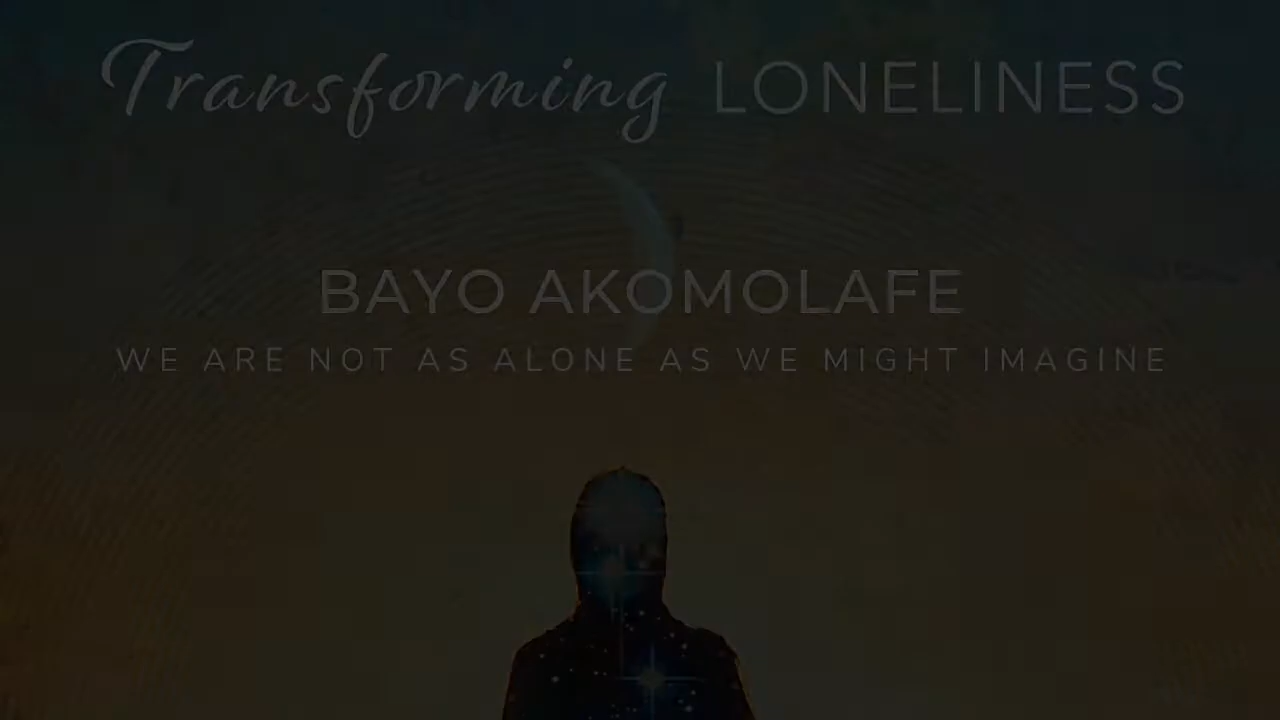 Transforming LONELINESS
BAYO AKOMOLAFE
WE ARE NOT AS ALONE AS WE MIGHT IMAGINE